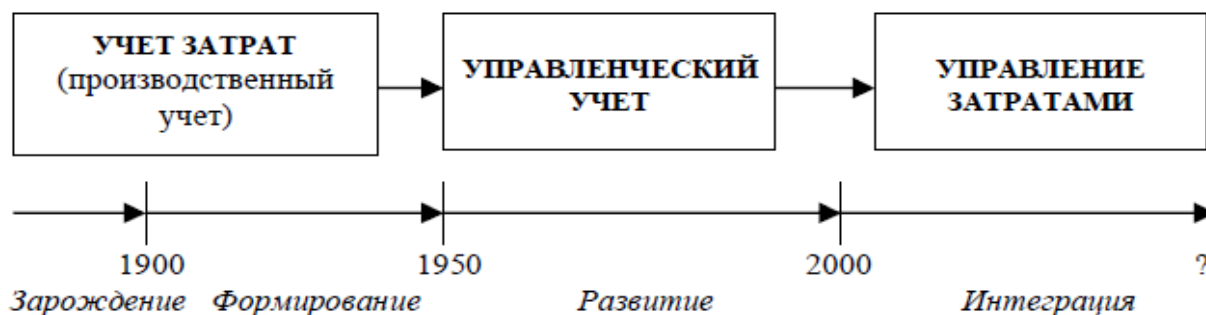 УЧЕТ ЗАТРАТ
(производственный
учет)
УПРАВЛЕНЧЕСКИЙ
УЧЕТ
УПРАВЛЕНИЕ
ЗАТРАТАМИ
1900
1950
2000
?
Зарождение
Формирование
Развитие
Интеграция